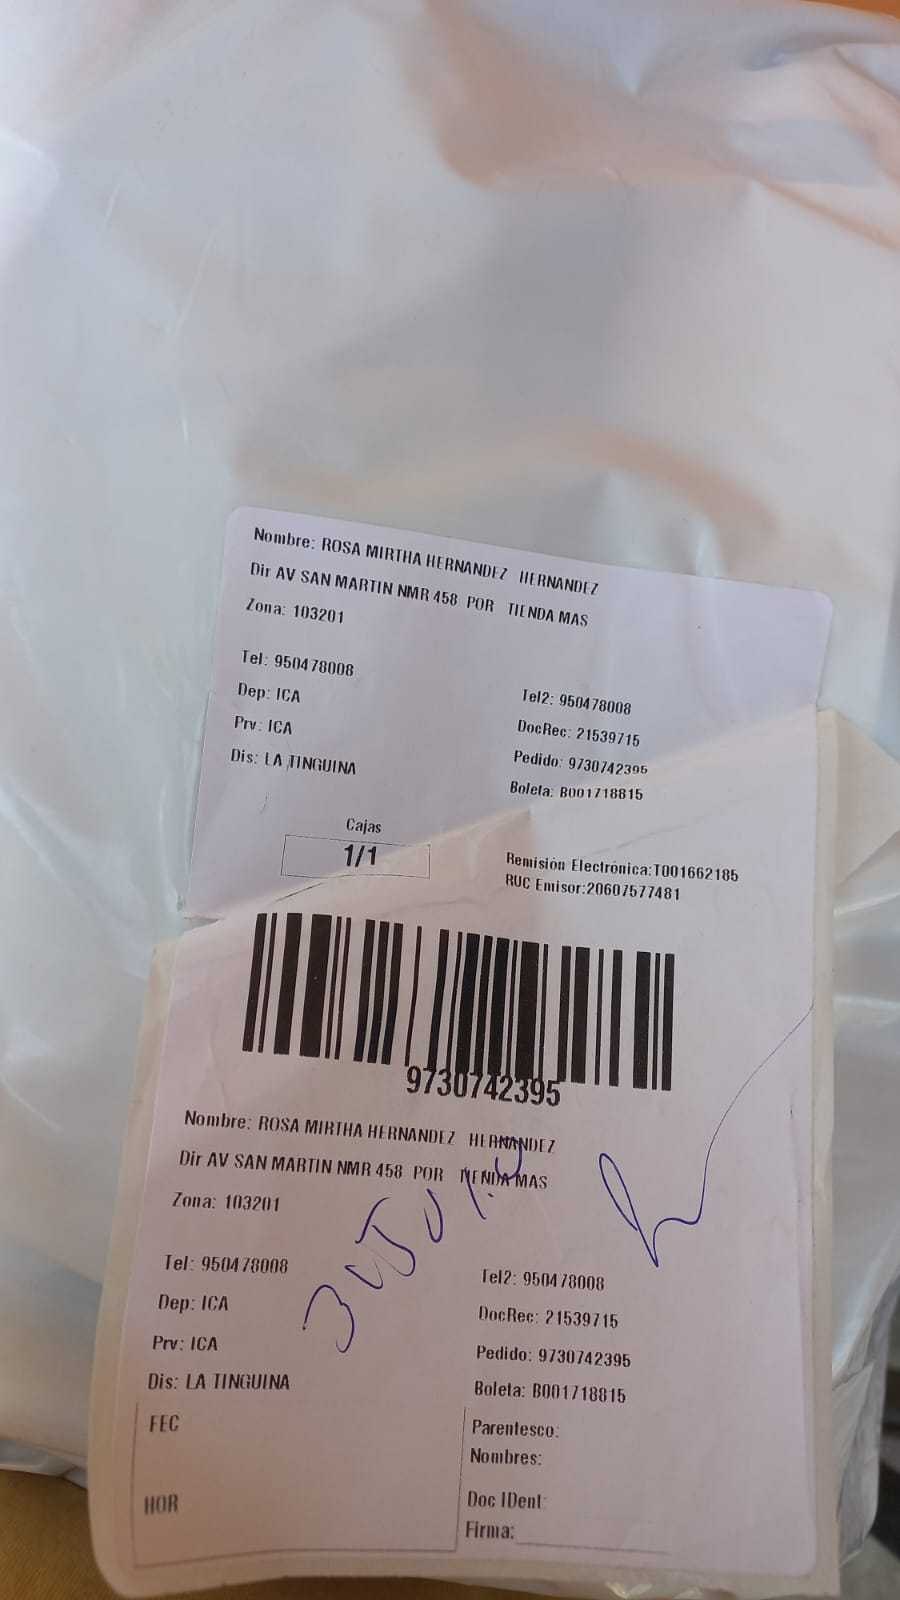 Nombre: ROSA MIRTHA HERNANDEZ HERNANDEZ
Dir AV SAN MARTIN NMR 458 POR TIENDA MAS
Zona: 103201
Tel: 950478008
Tel2: 950478008
Dep: ICA
DocRec: 21539715
Prv: ICA
Pedido: 9730742395
Dis: LA TINGUINA
Boleta: B001718815
Cajas
1/1
Remisión Electrónica:T001662185
RUC Emisor:20607577481
9730742395
Nombre: ROSA MIRTHA HERNANDEZ HERNANDEZ
Dir AV SAN MARTIN NMR 458 POR TIENDA MAS
Zona: 103201
Tel: 950478008
Tel2: 950478008
Dep: ICA
DocRec: 21539715
Prv: ICA
Pedido: 9730742395
Dis: LA TINGUINA
Boleta: B001718815
FEC
Parentesco:
Nombres:
HOR
Doc IDent:
Firma: